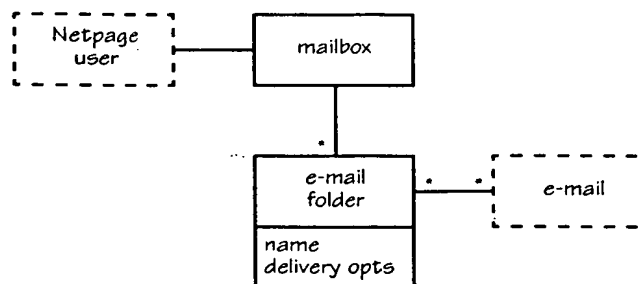 Netpage
user
mailbox
*
e-mail
folder
* *
e-mail
name
delivery opts